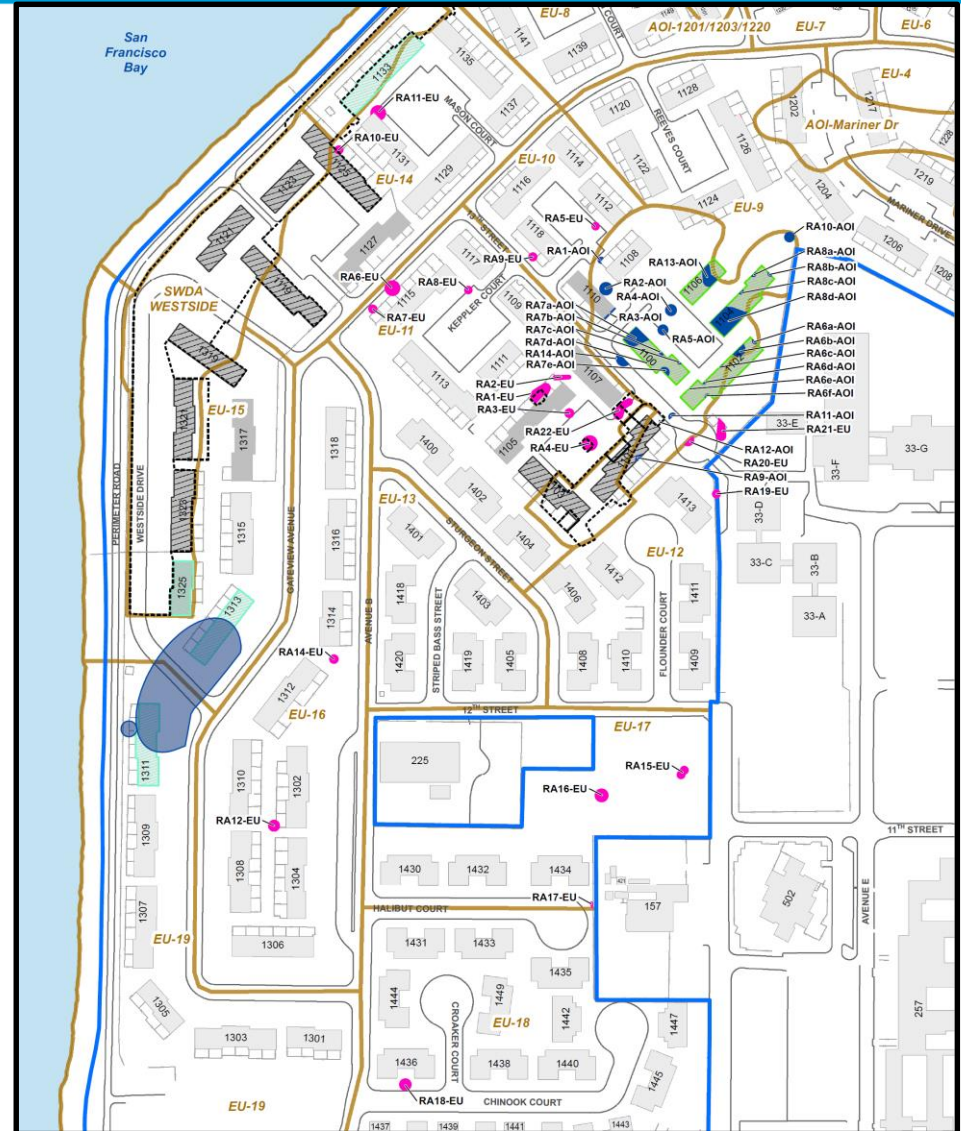 San
Francisco
Bay
EU-8
AOI-1201/1203/1220
EU-7
EU-6
EU-4
AOI-Mariner Dr
1141
1139
1135
1133
1137
MASON COURT
RA11-EU
RA10-EU
1131
1125
1129
EU-14
1123
1121
1119
1127
SWDA
WESTSIDE
1120
1128
REEVES COURT
1122
1126
1202
1217
1228
1204
1219
MARINER DRIVE
1206
1208
EU-10
1114
1116
1112
1118
13TH STREET
1124
EU-9
RA5-EU
RA9-EU
RA1-AOI
1108
RA13-AOI
1106
RA10-AOI
RA8a-AOI
RA8b-AOI
RA8c-AOI
RA8d-AOI
RA6-EU
RA8-EU
1117
1115
RA7-EU
EU-11
KEPPLER COURT
1109
1110
RA2-AOI
RA4-AOI
RA3-AOI
RA5-AOI
RA7a-AOI
RA7b-AOI
RA7c-AOI
RA7d-AOI
RA14-AOI
RA7e-AOI
1100
1102
RA6a-AOI
RA6b-AOI
RA6c-AOI
RA6d-AOI
RA6e-AOI
RA6f-AOI
1113
1111
1107
1105
RA2-EU
RA1-EU
RA3-EU
RA22-EU
RA4-EU
RA11-AOI
RA21-EU
RA12-AOI
RA20-EU
RA9-AOI
RA19-EU
33-E
33-F
33-G
33-D
33-C
33-B
33-A
1319
EU-15
1321
1317
1318
1323
1315
1316
1325
1313
1314
PERIMETER ROAD
WESTSIDE DRIVE
GATEVIEW AVENUE
AVENUE B
1400
1402
EU-13
1401
1404
STURGEON STREET
1413
EU-12
1412
1406
1418
1403
1411
STRIPED BASS STREET
FLOUNDER COURT
1420
1419
1405
1408
1410
1409
RA14-EU
1312
EU-16
12TH STREET
EU-17
225
RA15-EU
RA16-EU
1311
1310
1302
1309
RA12-EU
1308
1304
1307
EU-19
1306
1305
1303
1301
EU-19
11TH STREET
AVENUE E
502
257
1430
1432
1434
RA17-EU
157
HALIBUT COURT
1431
1433
1435
1444
1449
1442
1447
CROAKER COURT
EU-18
1436
1438
1440
1445
RA18-EU
CHINOOK COURT
1437
1439
1441
1443